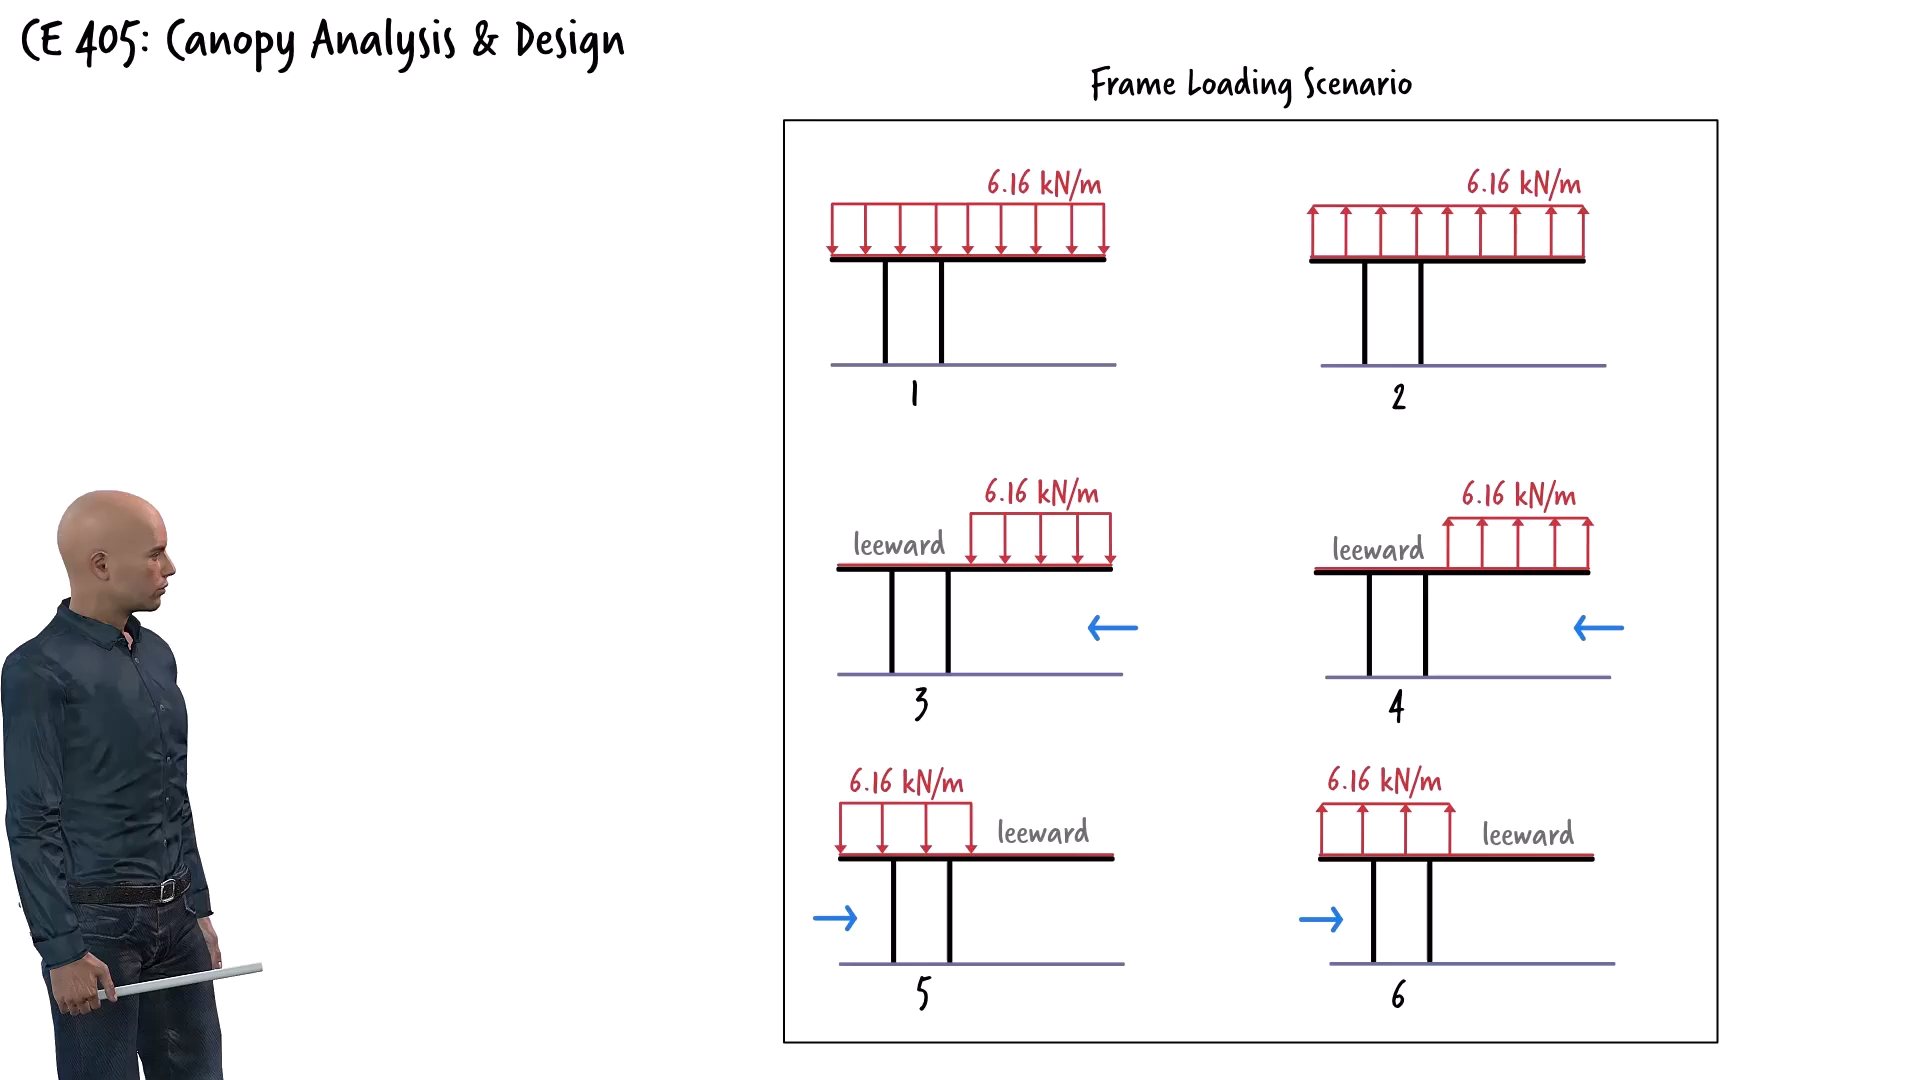 CE 405: Canopy Analysis & Design
Frame Loading Scenario
6.16 kN/m
6.16 kN/m
1
2
6.16 kN/m
6.16 kN/m
leeward
leeward
3
4
6.16 kN/m
6.16 kN/m
leeward
leeward
5
6